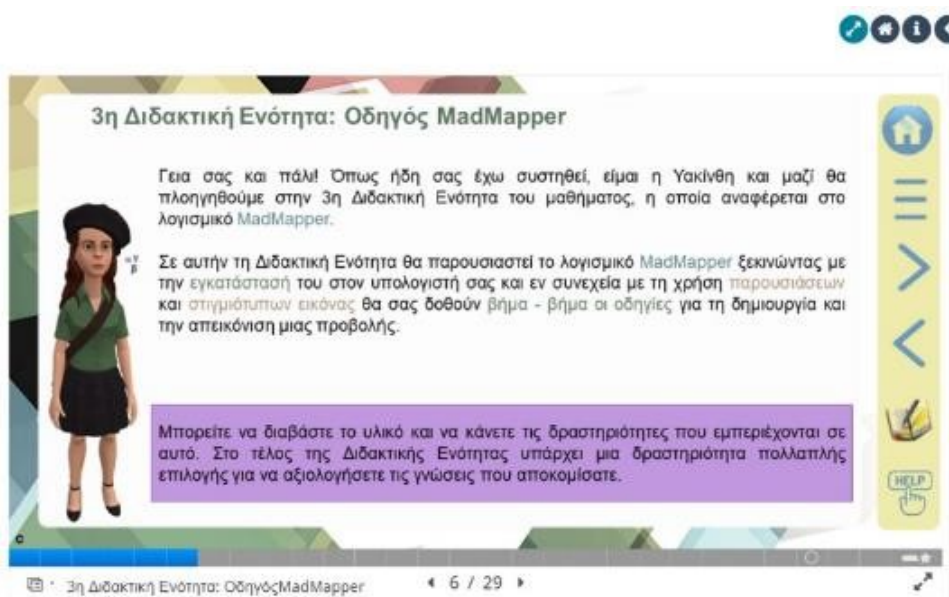 3η Διδακτική Ενότητα: Οδηγός MadMapper
Γεια σας και πάλι! Όπως ήδη σας έχω συστηθεί, είμαι η Υακίνθη και μαζί θα
πλοηγηθούμε στην 3η Διδακτική Ενότητα του μαθήματος, η οποία αναφέρεται στο
λογισμικό MadMapper.
Σε αυτήν τη Διδακτική Ενότητα θα παρουσιαστεί το λογισμικό MadMapper ξεκινώντας με
την εγκατάστασή του στον υπολογιστή σας και εν συνεχεία με τη χρήση παρουσιάσεων
και στιγμιότυπων εικόνας θα σας δοθούν βήμα - βήμα οι οδηγίες για τη δημιουργία και
την απεικόνιση μιας προβολής.
Μπορείτε να διαβάστε το υλικό και να κάνετε τις δραστηριότητες που εμπεριέχονται σε
αυτό. Στο τέλος της Διδακτικής Ενότητας υπάρχει μια δραστηριότητα πολλαπλής
επιλογής για να αξιολογήσετε τις γνώσεις που αποκομίσατε.
HELP
3η Διδακτική Ενότητα: ΟδηγόςMadMapper
6 / 29